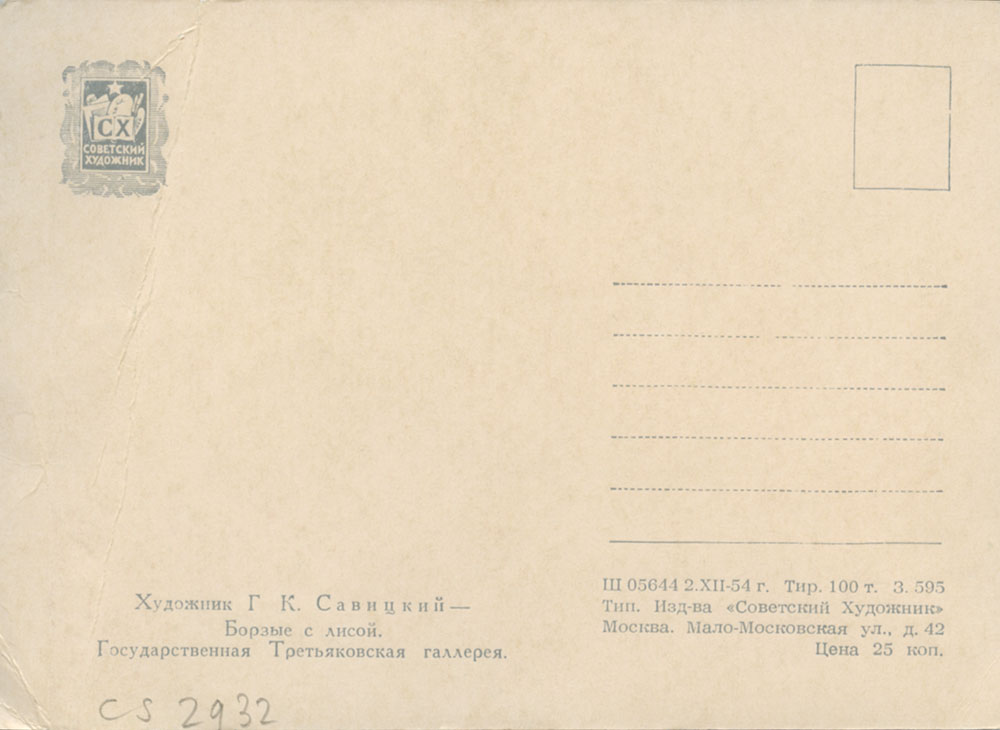 СХ
СОВЕТСКИЙ
ХУДОЖНИК
Художник Г. К. Савицкий —
Борзые с лисой.
Государственная Третьяковская галлерея.
Ш 05644 2.XII-54 г. Тир. 100 т. З. 595
Тип. Изд-ва «Советский Художник»
Москва. Мало-Московская ул., д. 42
Цена 25 коп.
CS 2932